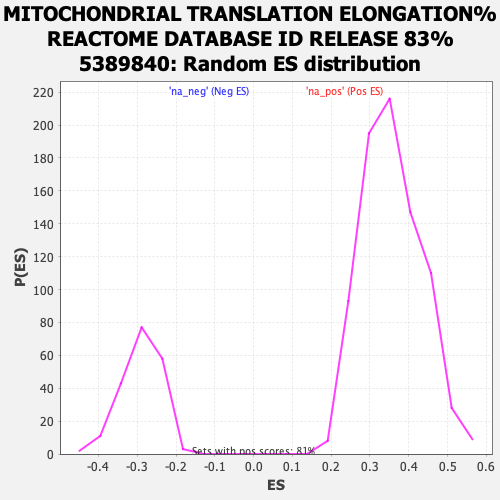 MITOCHONDRIAL TRANSLATION ELONGATION%
REACTOME DATABASE ID RELEASE 83%
5389840: Random ES distribution
'na_neg' (Neg ES) 'na_pos' (Pos ES)
220
200
180
160
140
120
100
80
60
40
20
0
P(ES)
Sets with pos scores: 81%
-0.4 -0.3 -0.2 -0.1 0.0 0.1 0.2 0.3 0.4 0.5 0.6
ES